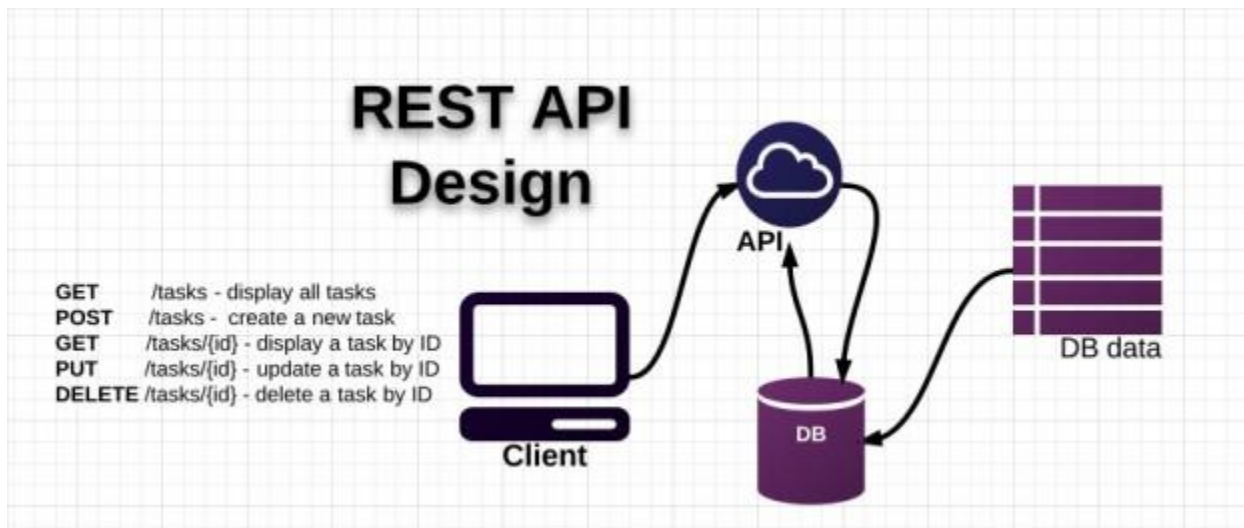 REST API
Design
GET /tasks - display all tasks
POST /tasks - create a new task
GET /tasks/{id} - display a task by ID
PUT /tasks/{id} - update a task by ID
DELETE /tasks/{id} - delete a task by ID
Client
API
DB
DB data